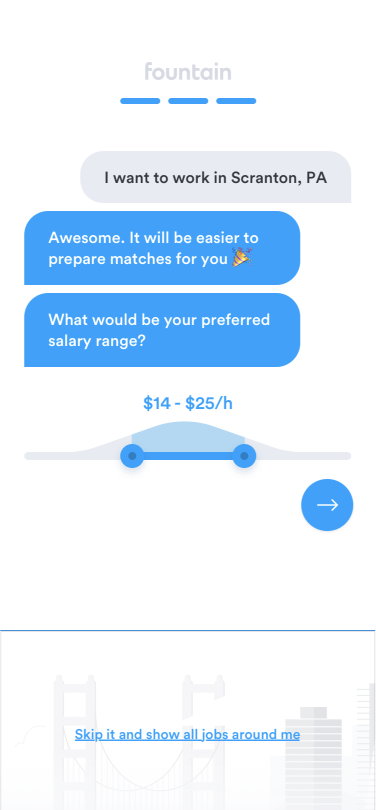 fountain
I want to work in Scranton, PA
Awesome. It will be easier to
prepare matches for you 🎉
What would be your preferred
salary range?
$14 - $25/h
Skip it and show all jobs around me